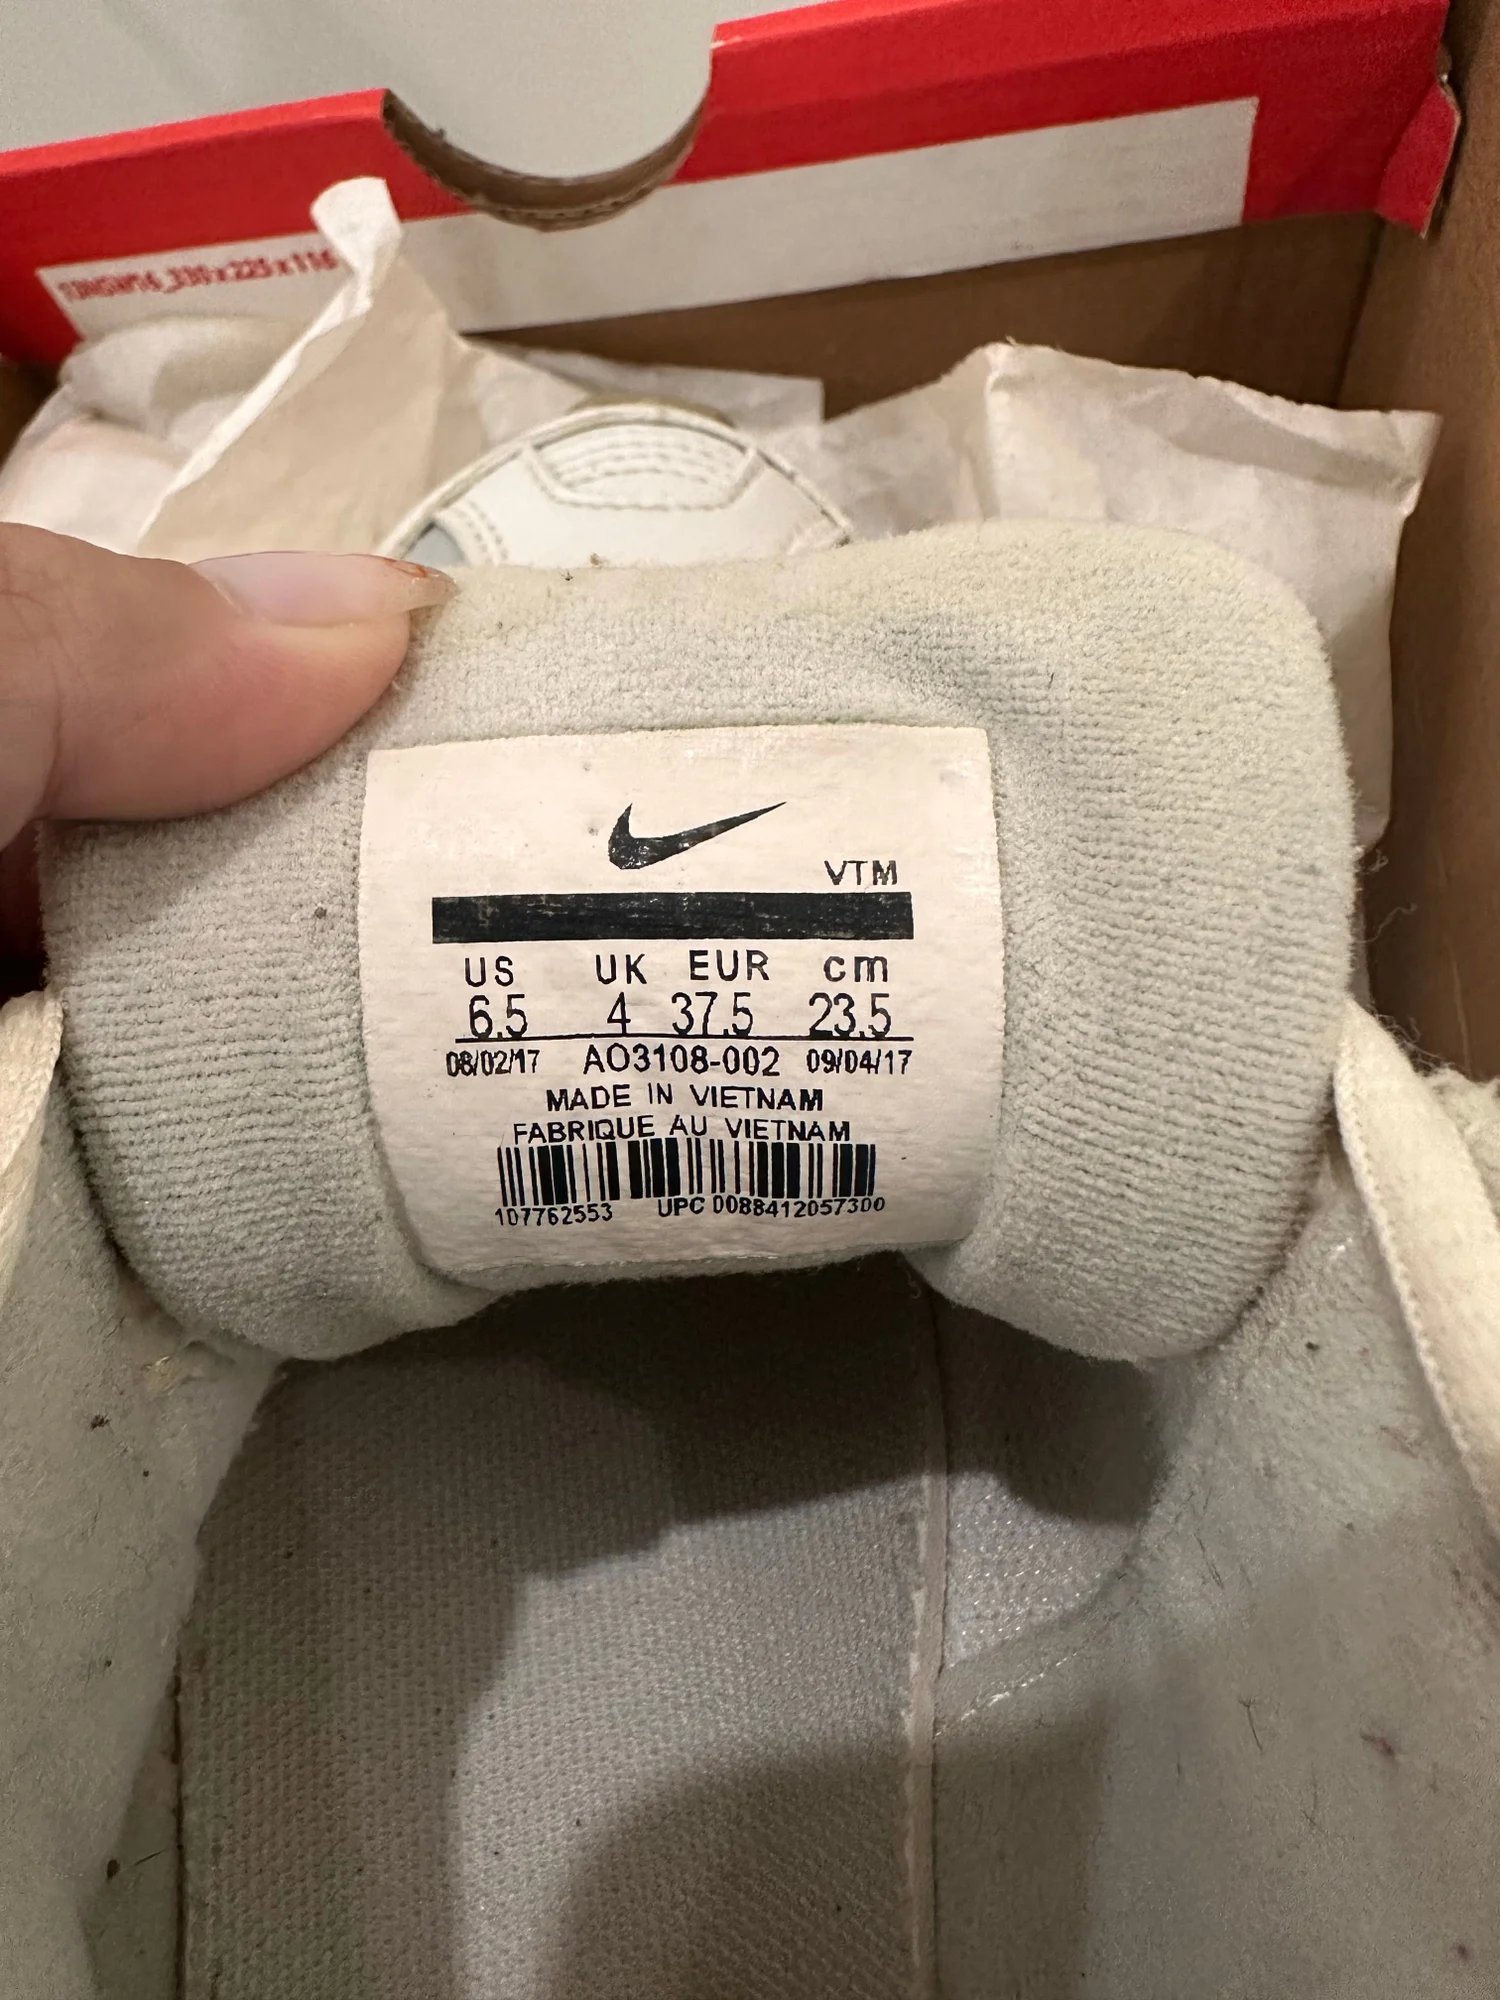 13NSW16_330x225x116
VTM
US UK EUR cm
6.5 4 37.5 23.5
08/02/17 AO3108-002 09/04/17
MADE IN VIETNAM
FABRIQUE AU VIETNAM
107762553 UPC 0088412057300